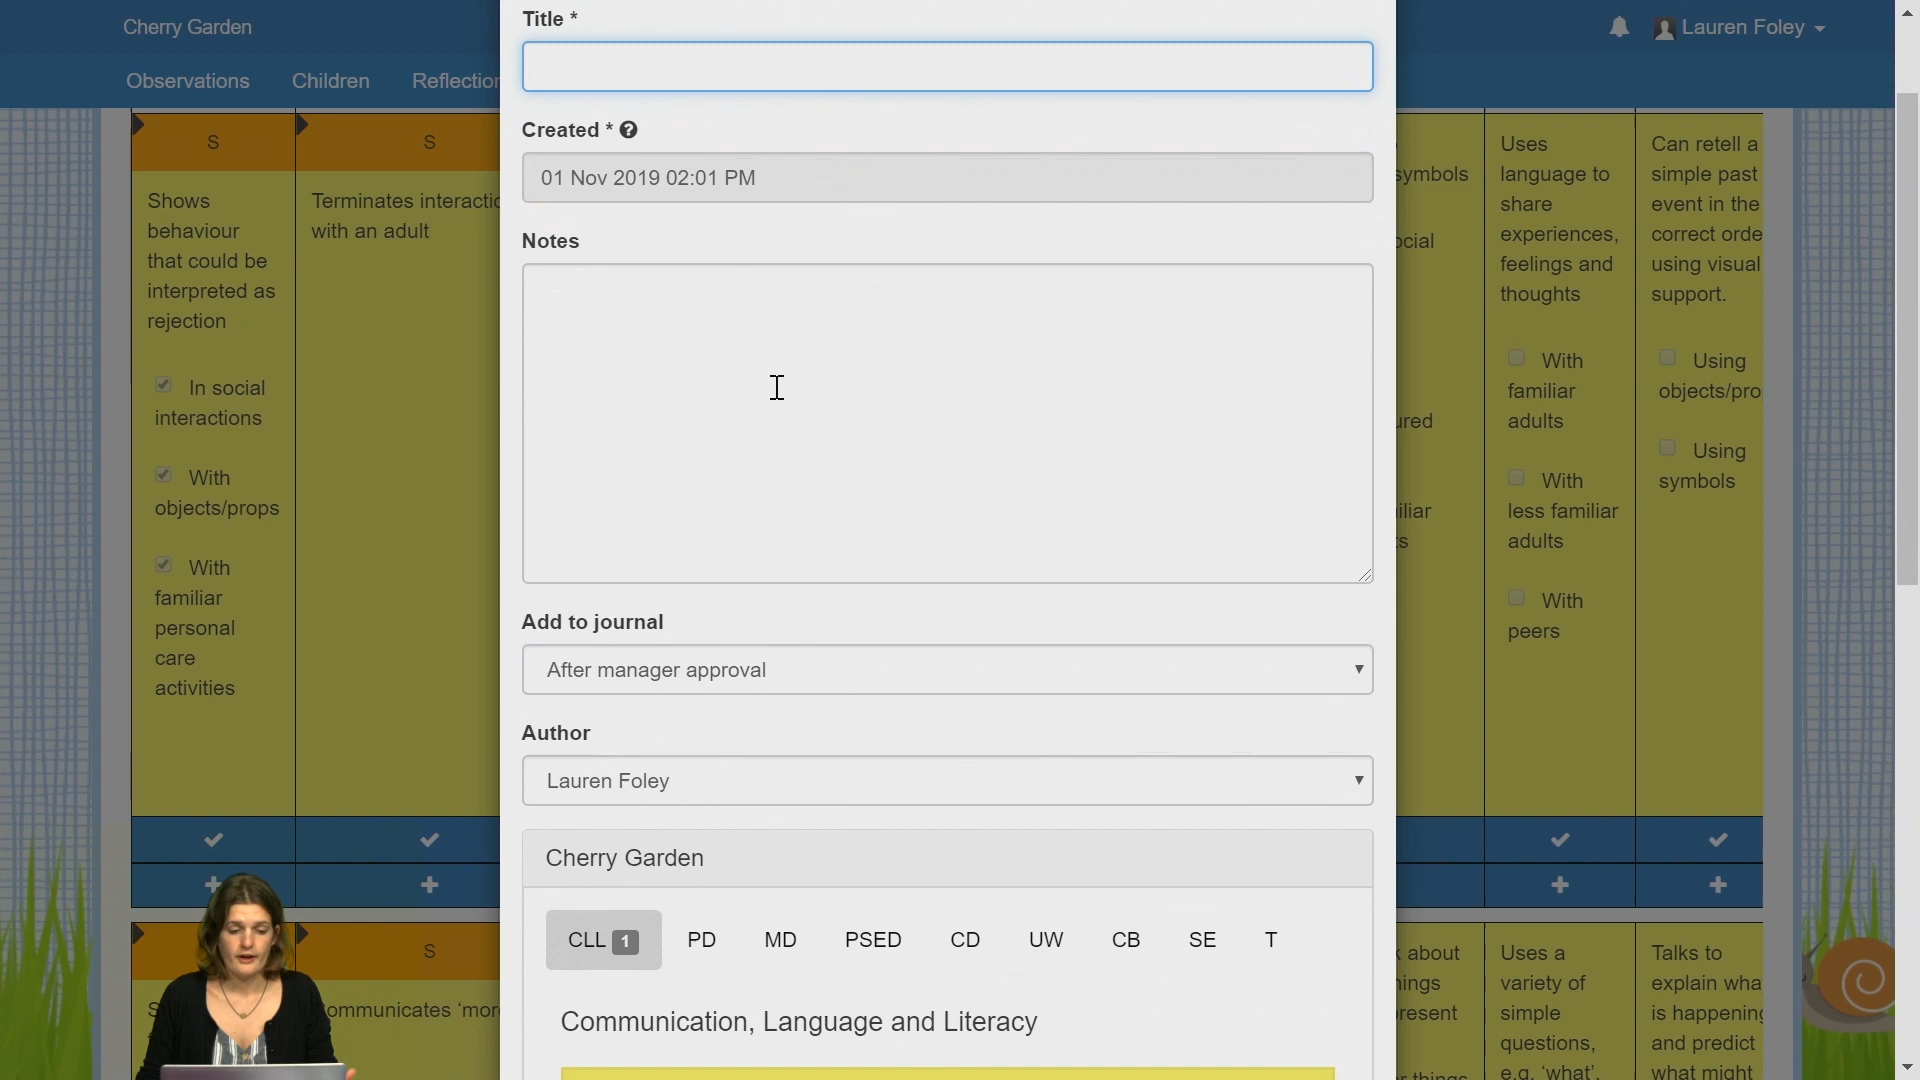 Cherry Garden
Lauren Foley
Observations
Children
Reflection
Title *
Created *
01 Nov 2019 02:01 PM
Notes
Add to journal
After manager approval
Author
Lauren Foley
Cherry Garden
CLL 1
PD
MD
PSED
CD
UW
CB
SE
T
Communication, Language and Literacy
S
Shows
behaviour
that could be
interpreted as
rejection
In social
interactions
With
objects/props
With
familiar
personal
care
activities
S
Terminates interactio
with an adult
symbols
ocial
ured
iliar
Uses
language to
share
experiences,
feelings and
thoughts
With
familiar
adults
With
less familiar
adults
With
peers
Can retell a
simple past
event in the
correct orde
using visual
support.
Using
objects/pro
Using
symbols
S
ommunicates ‘mor
about
ings
resent
r things
Uses a
variety of
simple
questions,
e.g. ‘what’,
Talks to
explain wha
is happening
and predict
what might